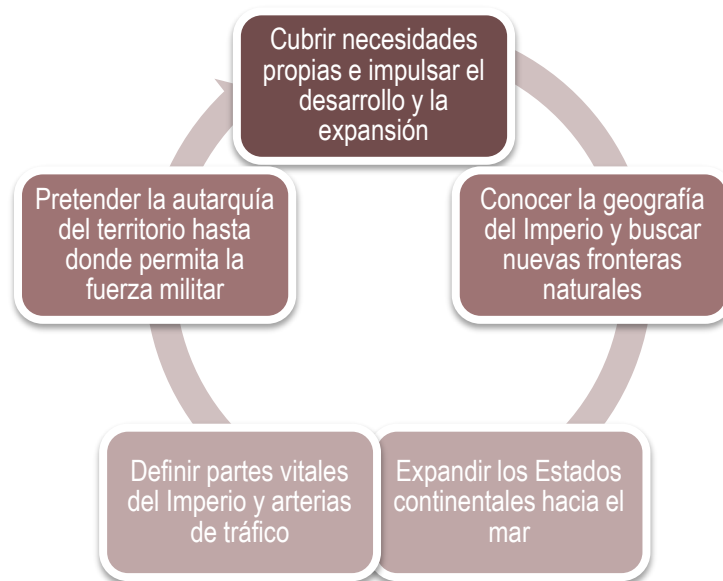 Cubrir necesidades
propias e impulsar el
desarrollo y la
expansión
Conocer la geografía
del Imperio y buscar
nuevas fronteras
naturales
Expandir los Estados
continentales hacia el
mar
Definir partes vitales
del Imperio y arterias
de tráfico
Pretender la autarquía
del territorio hasta
donde permita la
fuerza militar